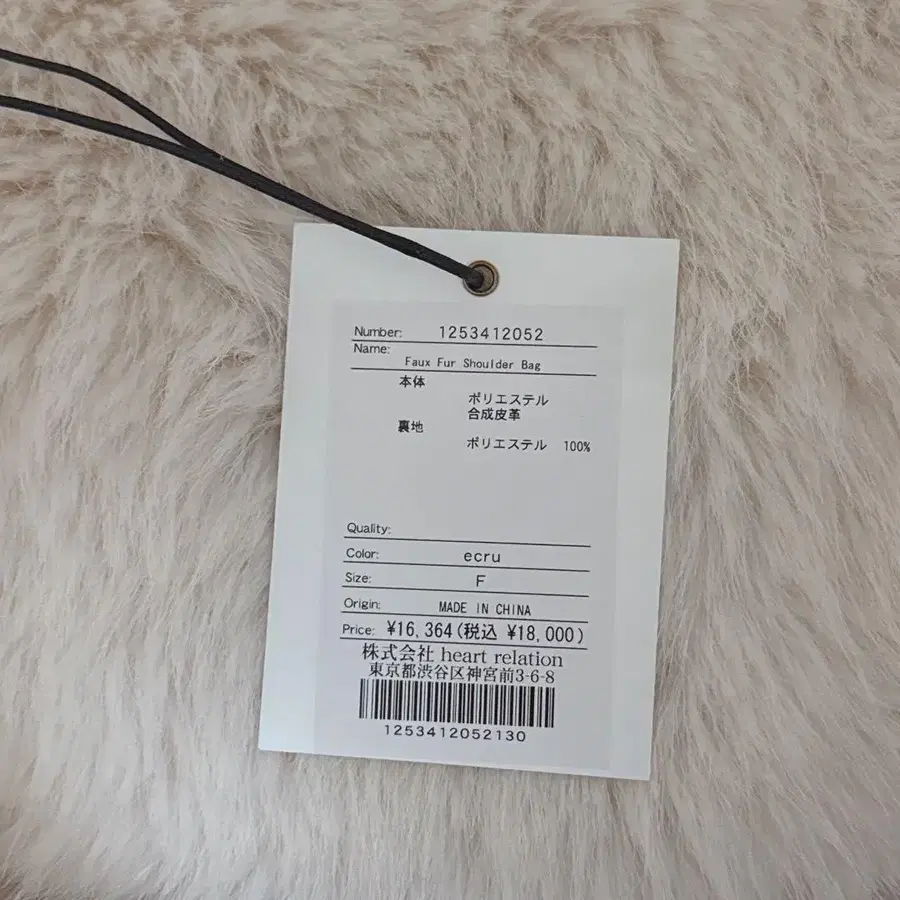 Number: 1253412052
Name:
Faux Fur Shoulder Bag
本体
ポリエステル
合成皮革
裏地
ポリエステル 100%
Quality:
Color: ecru
Size: F
Origin: MADE IN CHINA
Price: ¥16,364(税込 ¥18,000)
株式会社 heart relation
東京都渋谷区神宮前3-6-8
1253412052130